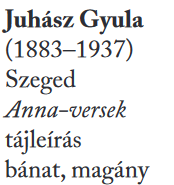 Juhász Gyula
(1883–1937)
Szeged
Anna-versek
tájleírás
bánat, magány